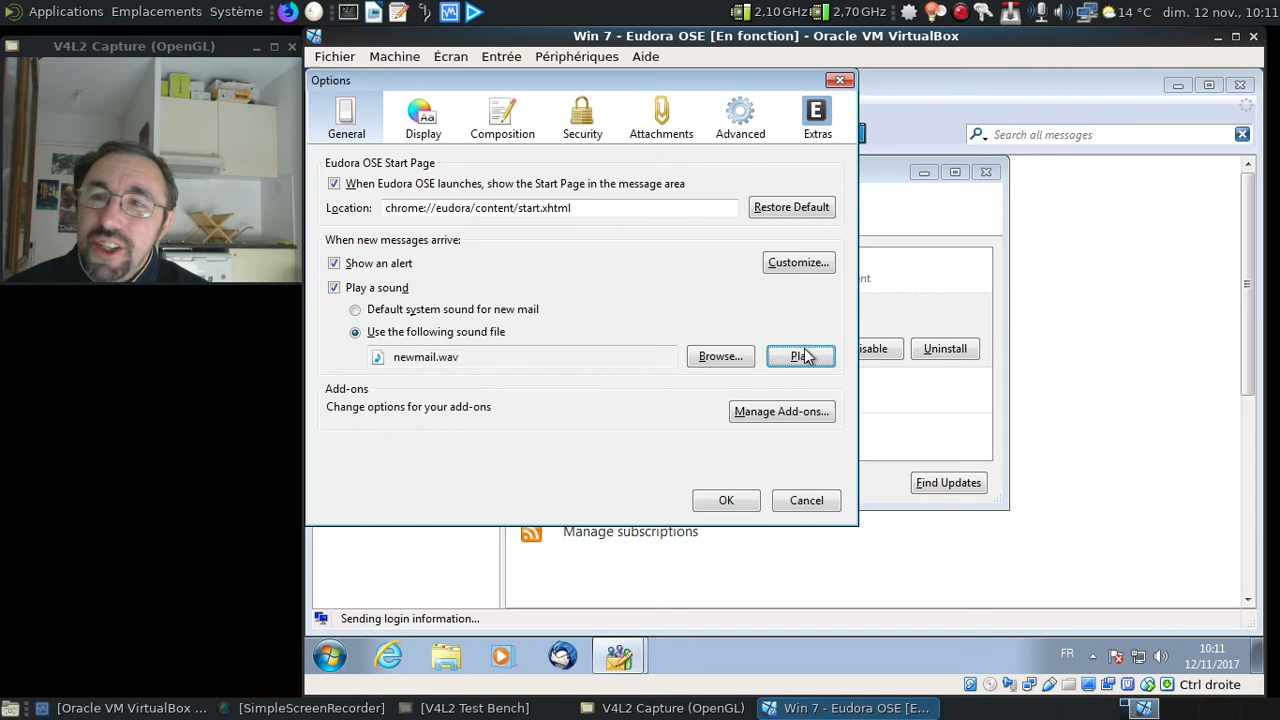 Applications Emplacements Système
2,10 GHz 2,70 GHz 14 °C dim. 12 nov., 10:11
V4L2 Capture (OpenGL)
Win 7 - Eudora OSE [En fonction] - Oracle VM VirtualBox
Fichier Machine Écran Entrée Périphériques Aide
Options
General Display Composition Security Attachments Advanced Extras
Search all messages
Eudora OSE Start Page
When Eudora OSE launches, show the Start Page in the message area
Location: chrome://eudora/content/start.xhtml Restore Default
When new messages arrive:
Show an alert Customize...
Play a sound
Default system sound for new mail
Use the following sound file
newmail.wav Browse...
Uninstall
Add-ons
Change options for your add-ons Manage Add-ons...
Find Updates
OK Cancel
Manage subscriptions
Sending login information...
FR 10:11
12/11/2017
Ctrl droite
[Oracle VM VirtualBox ... [SimpleScreenRecorder] [V4L2 Test Bench] V4L2 Capture (OpenGL) Win 7 - Eudora OSE [E...